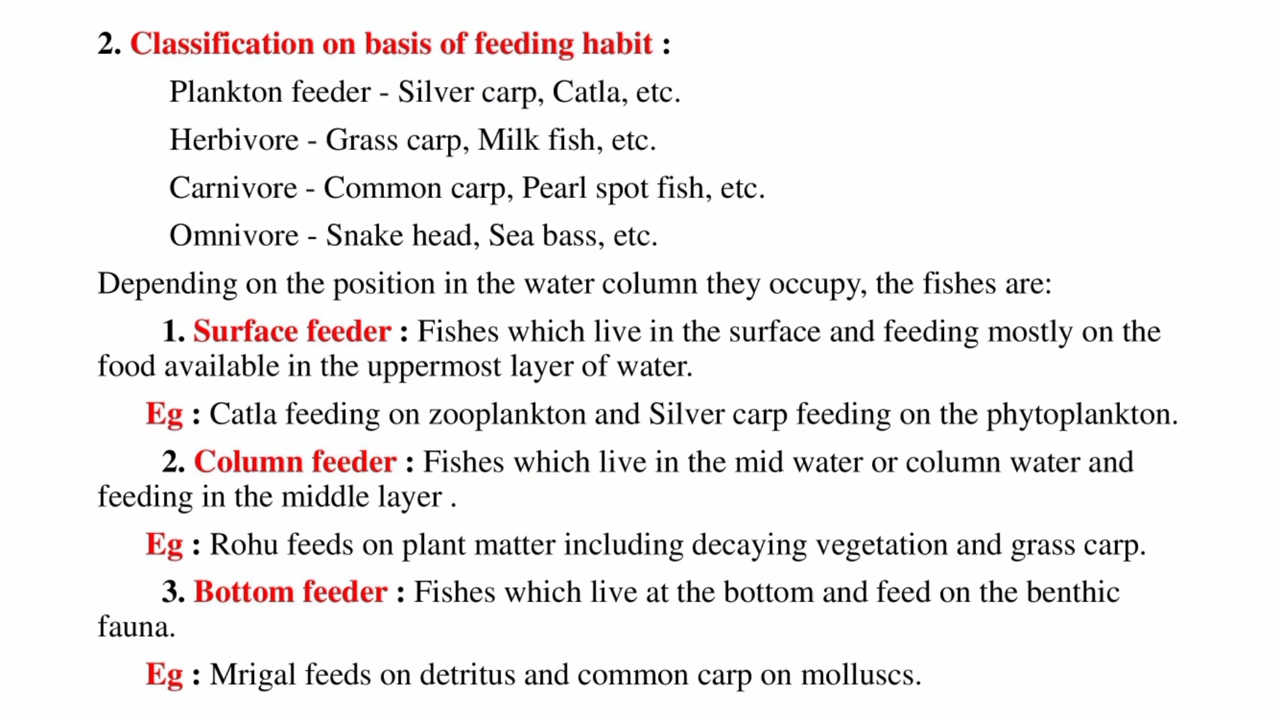 2. Classification on basis of feeding habit :
Plankton feeder - Silver carp, Catla, etc.
Herbivore - Grass carp, Milk fish, etc.
Carnivore - Common carp, Pearl spot fish, etc.
Omnivore - Snake head, Sea bass, etc.
Depending on the position in the water column they occupy, the fishes are:
1. Surface feeder : Fishes which live in the surface and feeding mostly on the
food available in the uppermost layer of water.
Eg : Catla feeding on zooplankton and Silver carp feeding on the phytoplankton.
2. Column feeder : Fishes which live in the mid water or column water and
feeding in the middle layer .
Eg : Rohu feeds on plant matter including decaying vegetation and grass carp.
3. Bottom feeder : Fishes which live at the bottom and feed on the benthic
fauna.
Eg : Mrigal feeds on detritus and common carp on molluscs.